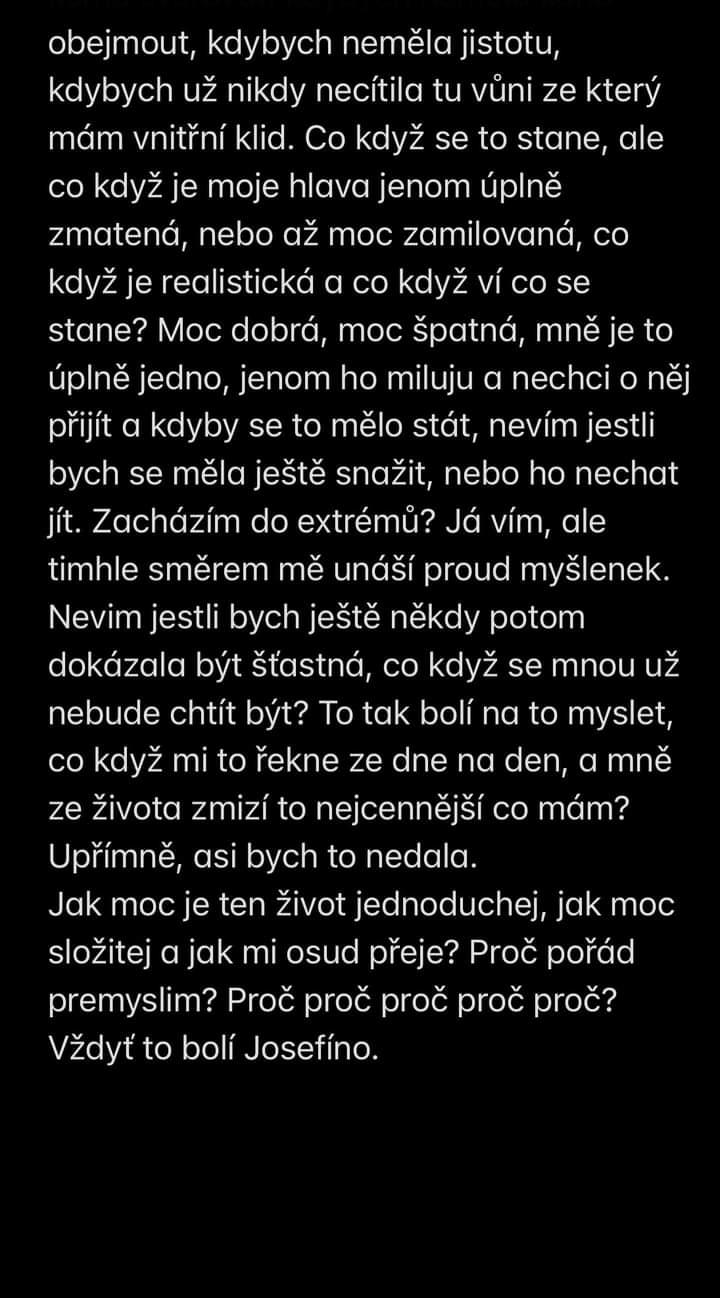 obejmout, kdybych neměla jistotu,
kdybych už nikdy necítila tu vůni ze který
mám vnitřní klid. Co když se to stane, ale
co když je moje hlava jenom úplně
zmatená, nebo až moc zamilovaná, co
když je realistická a co když ví co se
stane? Moc dobrá, moc špatná, mně je to
úplně jedno, jenom ho miluju a nechci o něj
přijít a kdyby se to mělo stát, nevím jestli
bych se měla ještě snažit, nebo ho nechat
jít. Zacházím do extrémů? Já vím, ale
timhle směrem mě unáší proud myšlenek.
Nevim jestli bych ještě někdy potom
dokázala být šťastná, co když se mnou už
nebude chtít být? To tak bolí na to myslet,
co když mi to řekne ze dne na den, a mně
ze života zmizí to nejcennější co mám?
Upřímně, asi bych to nedala.
Jak moc je ten život jednoduchej, jak moc
složitej a jak mi osud přeje? Proč pořád
premyslim? Proč proč proč proč proč?
Vždyť to bolí Josefíno.